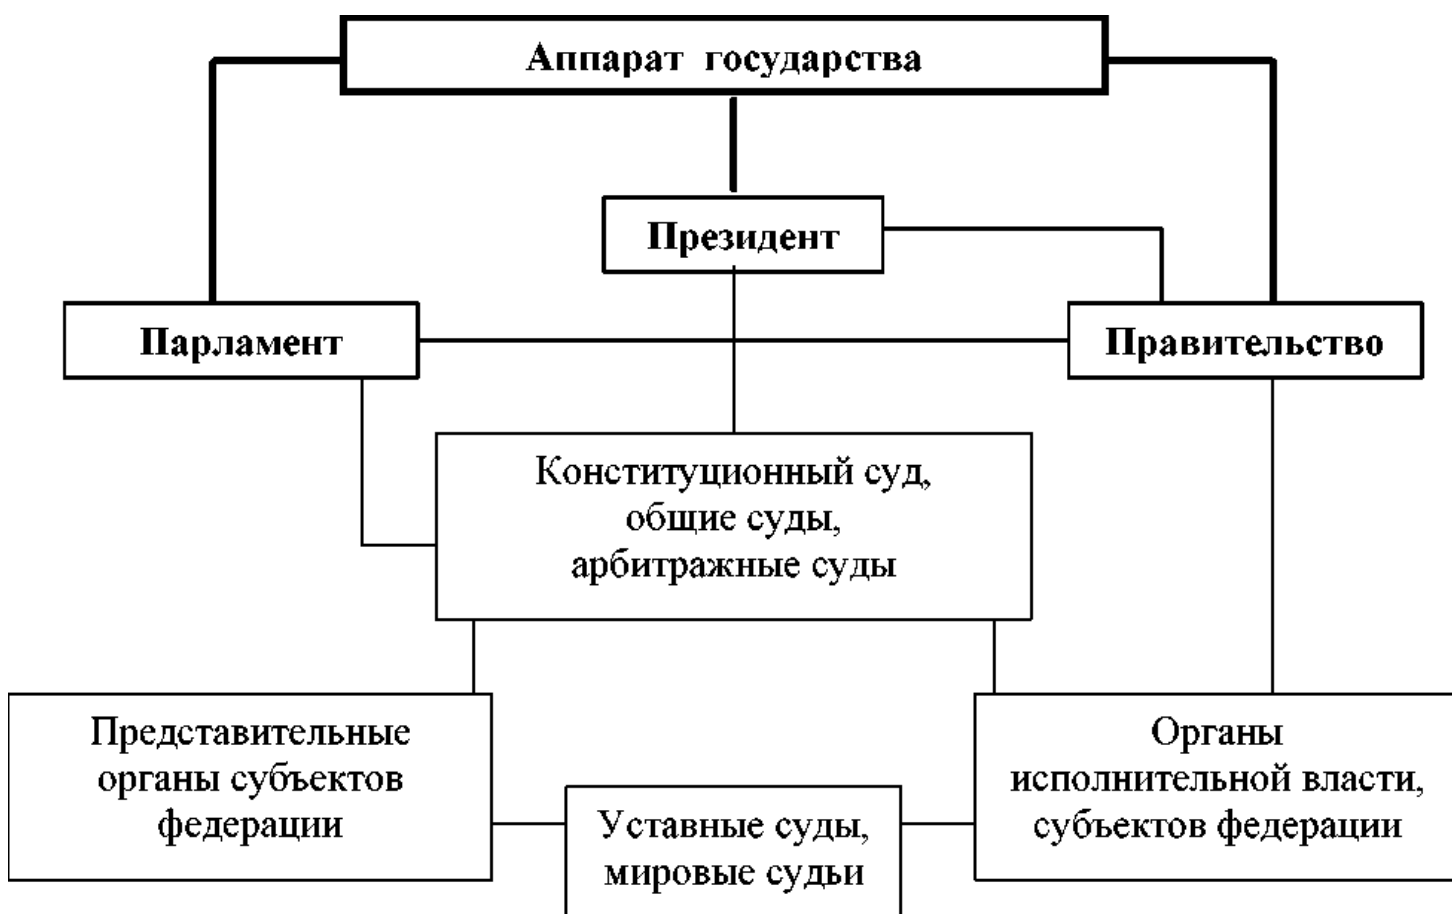 Аппарат государства
Президент
Парламент
Правительство
Конституционный суд,
общие суды,
арбитражные суды
Представительные
органы субъектов
федерации
Органы
исполнительной власти,
субъектов федерации
Уставные суды,
мировые судьи